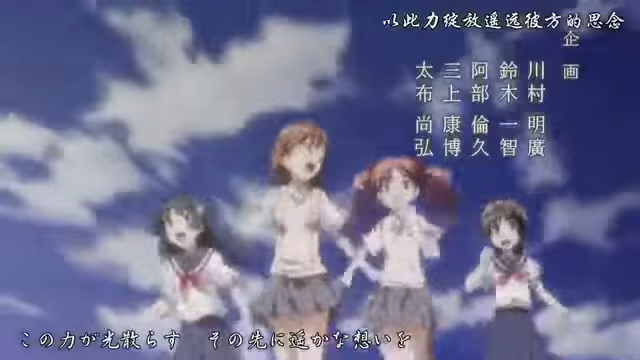 以此力绽放遥远彼方的思念
企画
川村明廣
鈴木一智
阿部倫久
三上康博
太布尚弘
この力が光散らす　その先に遥かな想いを